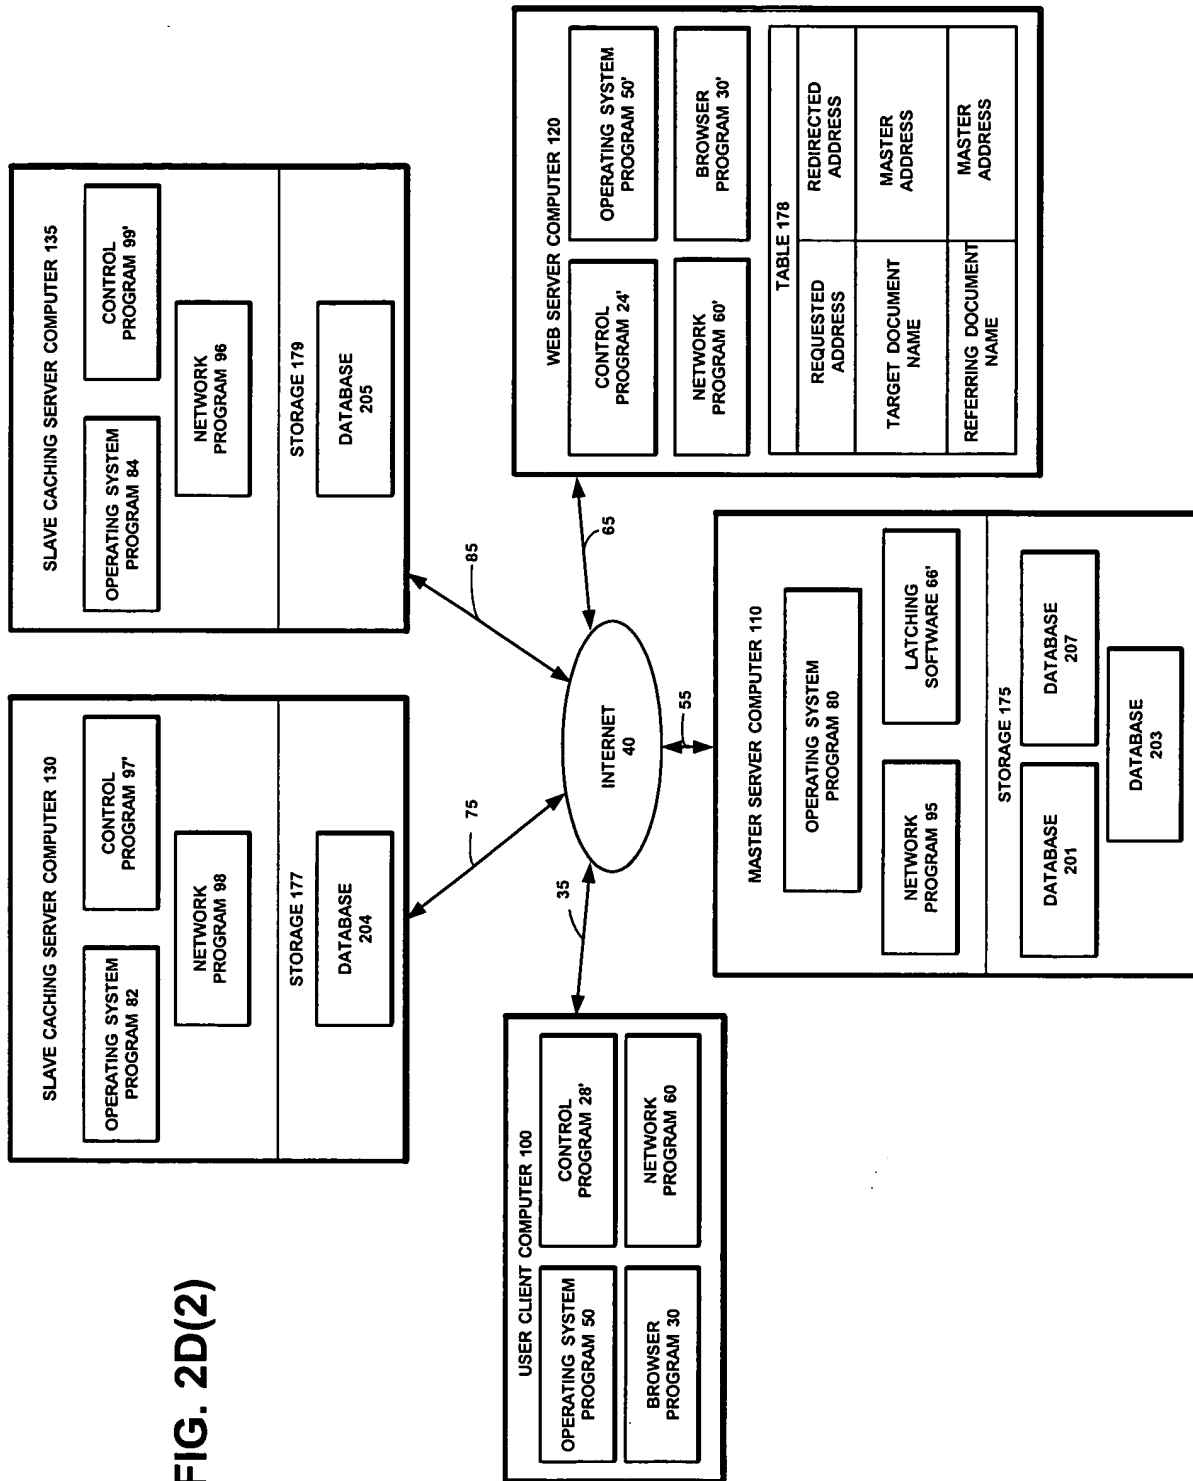 FIG. 2D(2)
SLAVE CACHING SERVER COMPUTER 130
OPERATING SYSTEM
PROGRAM 82
CONTROL
PROGRAM 97'
NETWORK
PROGRAM 98
STORAGE 177
DATABASE
204
SLAVE CACHING SERVER COMPUTER 135
OPERATING SYSTEM
PROGRAM 84
CONTROL
PROGRAM 99'
NETWORK
PROGRAM 96
STORAGE 179
DATABASE
205
75
85
USER CLIENT COMPUTER 100
OPERATING SYSTEM
PROGRAM 50
CONTROL
PROGRAM 28'
BROWSER
PROGRAM 30
NETWORK
PROGRAM 60
35
INTERNET
40
65
55
WEB SERVER COMPUTER 120
CONTROL
PROGRAM 24'
OPERATING SYSTEM
PROGRAM 50'
NETWORK
PROGRAM 60'
BROWSER
PROGRAM 30'
TABLE 178
REQUESTED
ADDRESS
REDIRECTED
ADDRESS
TARGET DOCUMENT
NAME
MASTER
ADDRESS
REFERRING DOCUMENT
NAME
MASTER
ADDRESS
MASTER SERVER COMPUTER 110
OPERATING SYSTEM
PROGRAM 80
NETWORK
PROGRAM 95
LATCHING
SOFTWARE 66'
STORAGE 175
DATABASE
201
DATABASE
207
DATABASE
203